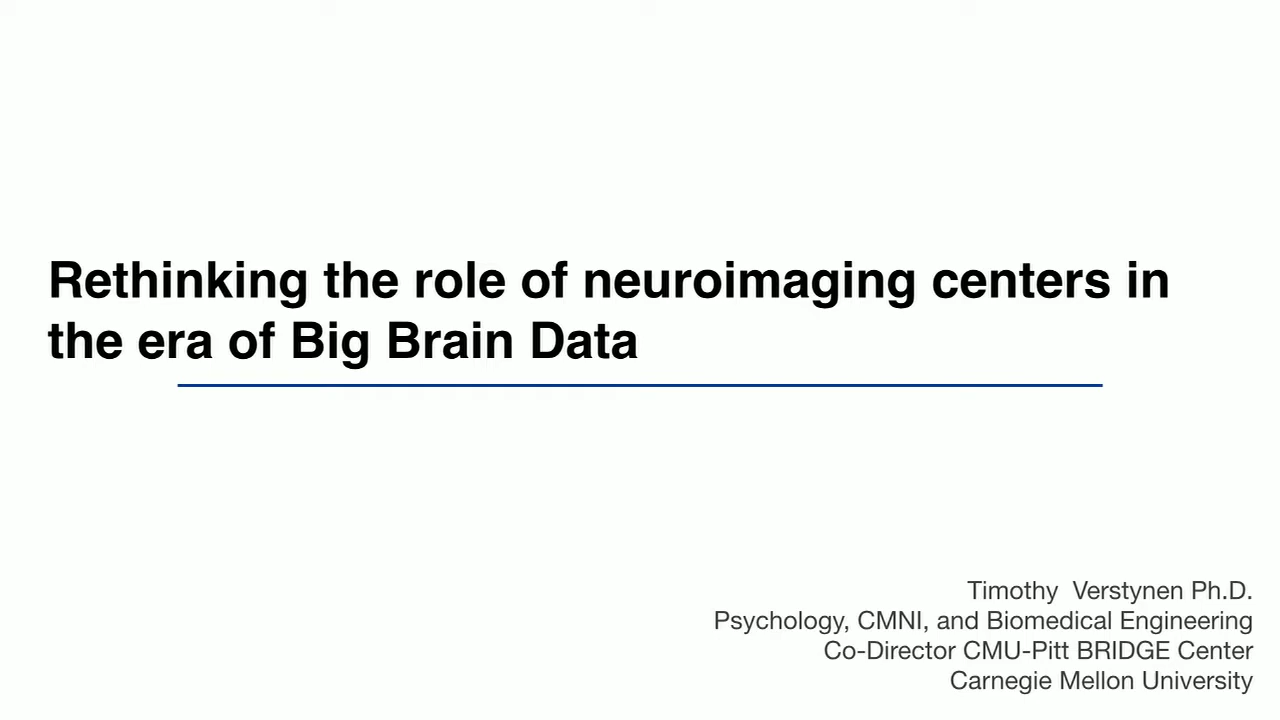 Rethinking the role of neuroimaging centers in
the era of Big Brain Data
Timothy Verstynen Ph.D.
Psychology, CMNI, and Biomedical Engineering
Co-Director CMU-Pitt BRIDGE Center
Carnegie Mellon University